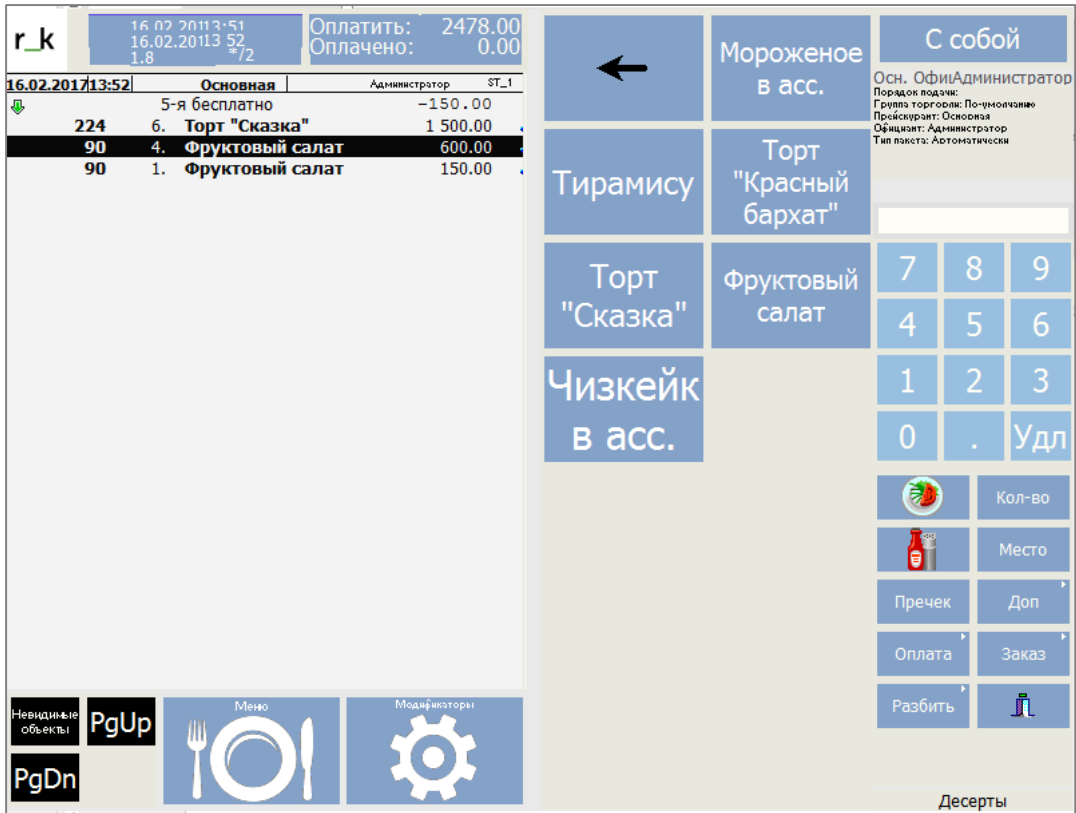 r_k
16.02.20113:51
16.02.20113 52
1.8 */2
Оплатить: 2478.00
Оплачено: 0.00
16.02.2017 13:52 Основная Администратор ST_1
5-я бесплатно -150.00
224 6. Торт "Сказка" 1 500.00
90 4. Фруктовый салат 600.00
90 1. Фруктовый салат 150.00
Невидимые
объекты
PgUp
PgDn
Меню
Модификаторы
Мороженое
в асс.
Тирамису
Торт
"Красный
бархат"
Торт
"Сказка"
Фруктовый
салат
Чизкейк
в асс.
С собой
Осн. ОфиАдминистратор
Порядок подачи:
Группа торговли: По-умолчанию
Прейскурант: Основная
Официант: Администратор
Тип пакета: Автоматически
7 8 9
4 5 6
1 2 3
0 . Удл
Кол-во
Место
Пречек Доп
Оплата Заказ
Разбить
Десерты